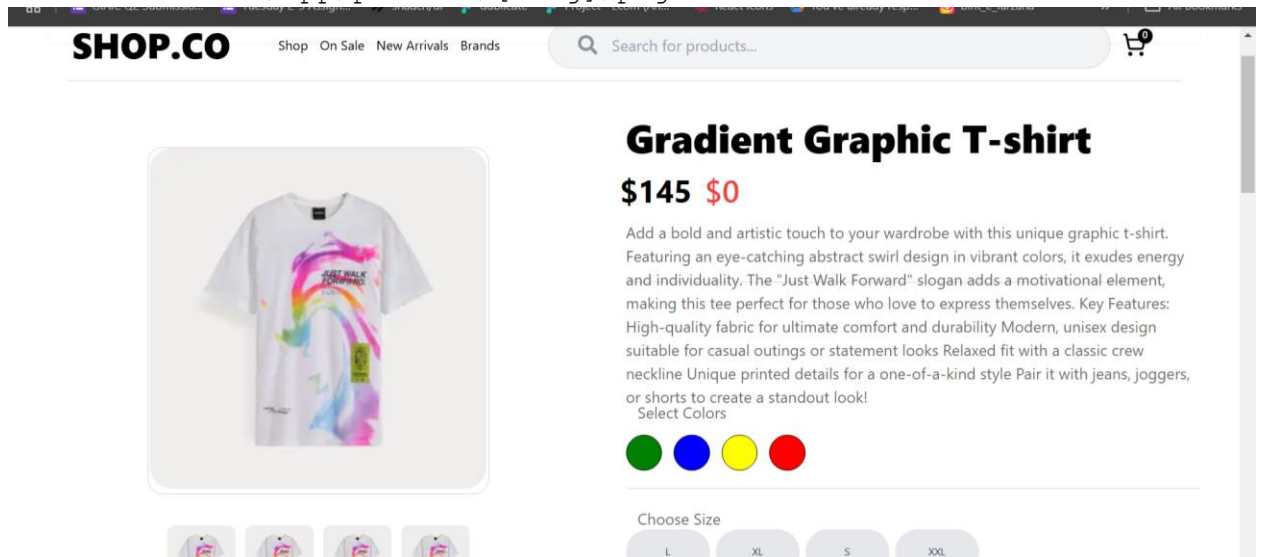 SHOP.CO
Shop On Sale New Arrivals Brands
Search for products...
0
Gradient Graphic T-shirt
$145 $0
Add a bold and artistic touch to your wardrobe with this unique graphic t-shirt.
Featuring an eye-catching abstract swirl design in vibrant colors, it exudes energy
and individuality. The "Just Walk Forward" slogan adds a motivational element,
making this tee perfect for those who love to express themselves. Key Features:
High-quality fabric for ultimate comfort and durability Modern, unisex design
suitable for casual outings or statement looks Relaxed fit with a classic crew
neckline Unique printed details for a one-of-a-kind style Pair it with jeans, joggers,
or shorts to create a standout look!
Select Colors
Choose Size
L XL S XXL
JUST WALK